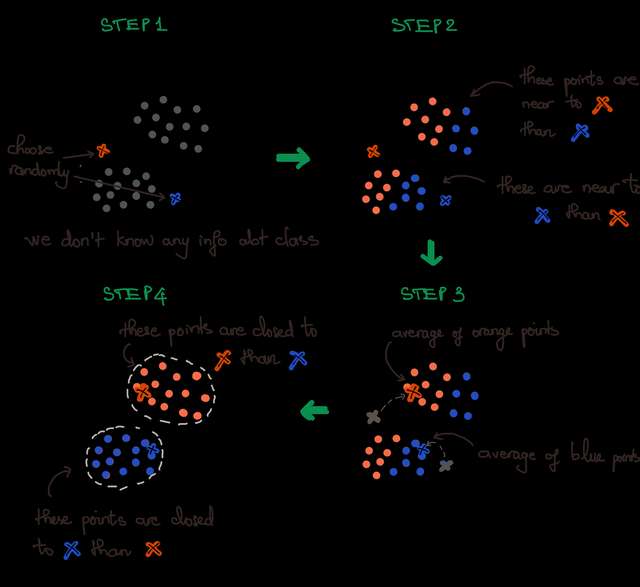 STEP 1
choose
randomly
we don't know any info abt class
STEP 2
these points are
near to
than
these are near to
than
STEP 3
average of orange points
average of blue points
STEP 4
these points are closed to
than
these points are closed
to than